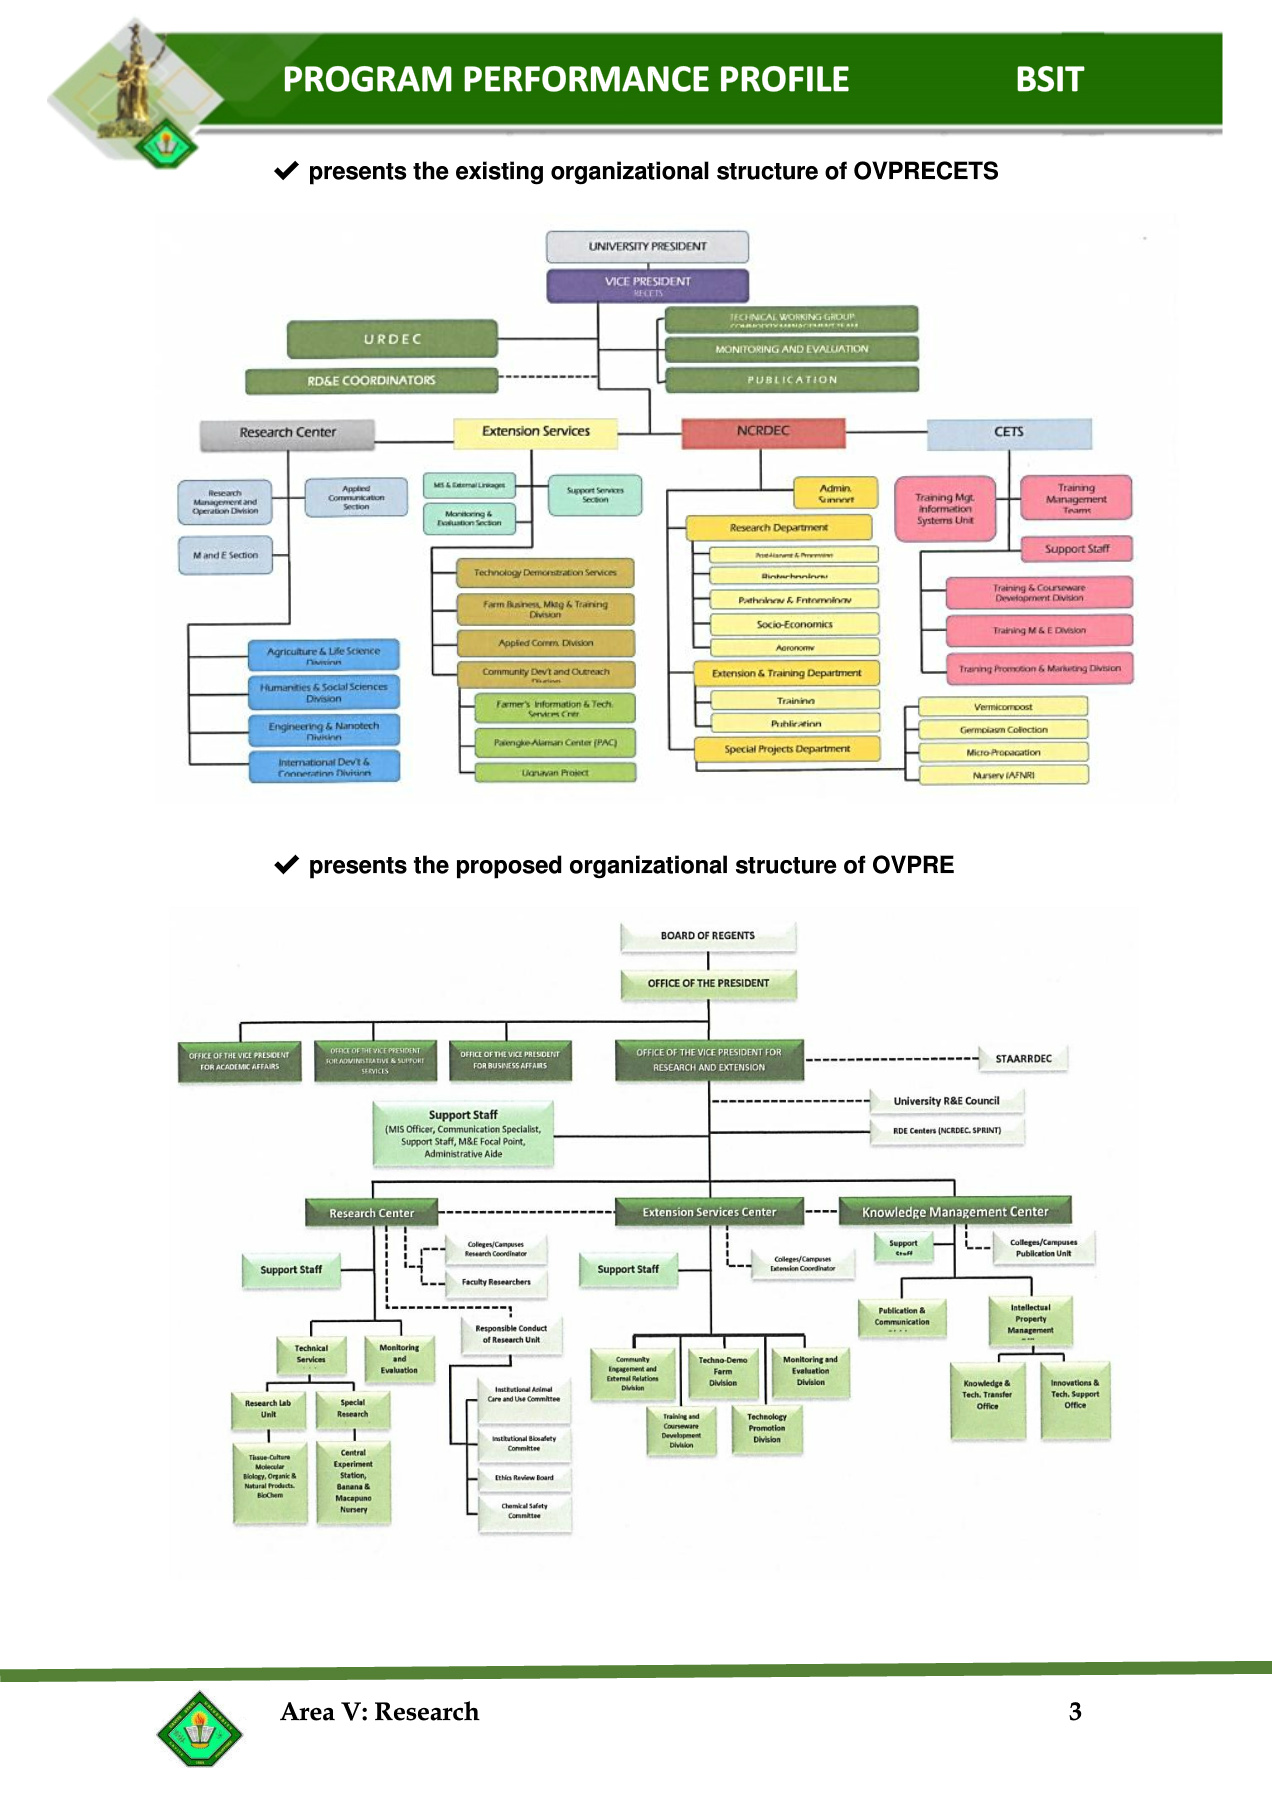 PROGRAM PERFORMANCE PROFILE BSIT
presents the existing organizational structure of OVPRECETS
UNIVERSITY PRESIDENT
VICE PRESIDENT
RECETS
URDEC
RD&E COORDINATORS
TECHNICAL WORKING GROUP
COMMODITY MANAGEMENT TEAM
MONITORING AND EVALUATION
PUBLICATION
Research Center
Extension Services
NCRDEC
CETS
Research
Management and
Operation Division
Applied
Communication
Section
M and E Section
Agriculture & Life Science
Division
Humanities & Social Sciences
Division
Engineering & Nanotech
Division
International Dev't &
Cooperation Division
MIS & External Linkages
Monitoring &
Evaluation Section
Support Services
Section
Technology Demonstration Services
Farm Business, Mktg & Training
Division
Applied Comm. Division
Community Dev't and Outreach
Division
Farmer's Information & Tech.
Services Cntr
Palengke-Alaman Center (PAC)
Ugnayan Project
Admin.
Support
Research Department
Post-Harvest & Processing
Biotechnology
Pathology & Entomology
Socio-Economics
Agronomy
Extension & Training Department
Training
Publication
Special Projects Department
Training Mgt.
Information
Systems Unit
Training
Management
Teams
Support Staff
Training & Courseware
Development Division
Training M & E Division
Training Promotion & Marketing Division
Vermicompost
Germplasm Collection
Micro-Propagation
Nursery (AFNR)
presents the proposed organizational structure of OVPRE
BOARD OF REGENTS
OFFICE OF THE PRESIDENT
OFFICE OF THE VICE PRESIDENT
FOR ACADEMIC AFFAIRS
OFFICE OF THE VICE PRESIDENT
FOR ADMINISTRATIVE & SUPPORT
SERVICES
OFFICE OF THE VICE PRESIDENT
FOR BUSINESS AFFAIRS
OFFICE OF THE VICE PRESIDENT FOR
RESEARCH AND EXTENSION
STAARRDEC
University R&E Council
RDE Centers (NCRDEC, SPRINT)
Support Staff
(MIS Officer, Communication Specialist,
Support Staff, M&E Focal Point,
Administrative Aide
Research Center
Extension Services Center
Knowledge Management Center
Support Staff
Colleges/Campuses
Research Coordinator
Faculty Researchers
Responsible Conduct
of Research Unit
Technical
Services
Monitoring
and
Evaluation
Research Lab
Unit
Special
Research
Tissue-Culture
Molecular
Biology, Organic &
Natural Products,
BioChem
Central
Experiment
Station,
Banana &
Macapuno
Nursery
Institutional Animal
Care and Use Committee
Institutional Biosafety
Committee
Ethics Review Board
Chemical Safety
Committee
Support Staff
Colleges/Campuses
Extension Coordinator
Community
Engagement and
External Relations
Division
Techno-Demo
Farm
Division
Monitoring and
Evaluation
Division
Training and
Courseware
Development
Division
Technology
Promotion
Division
Support
Staff
Colleges/Campuses
Publication Unit
Publication &
Communication
Intellectual
Property
Management
Knowledge &
Tech. Transfer
Office
Innovations &
Tech. Support
Office
Area V: Research 3